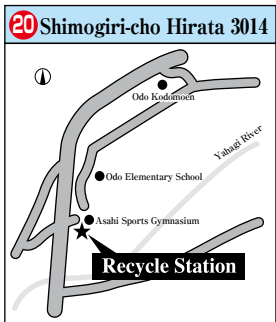 20 Shimogiri-cho Hirata 3014
Odo Kodomoen
Yahagi River
Odo Elementary School
Asahi Sports Gymnasium
Recycle Station